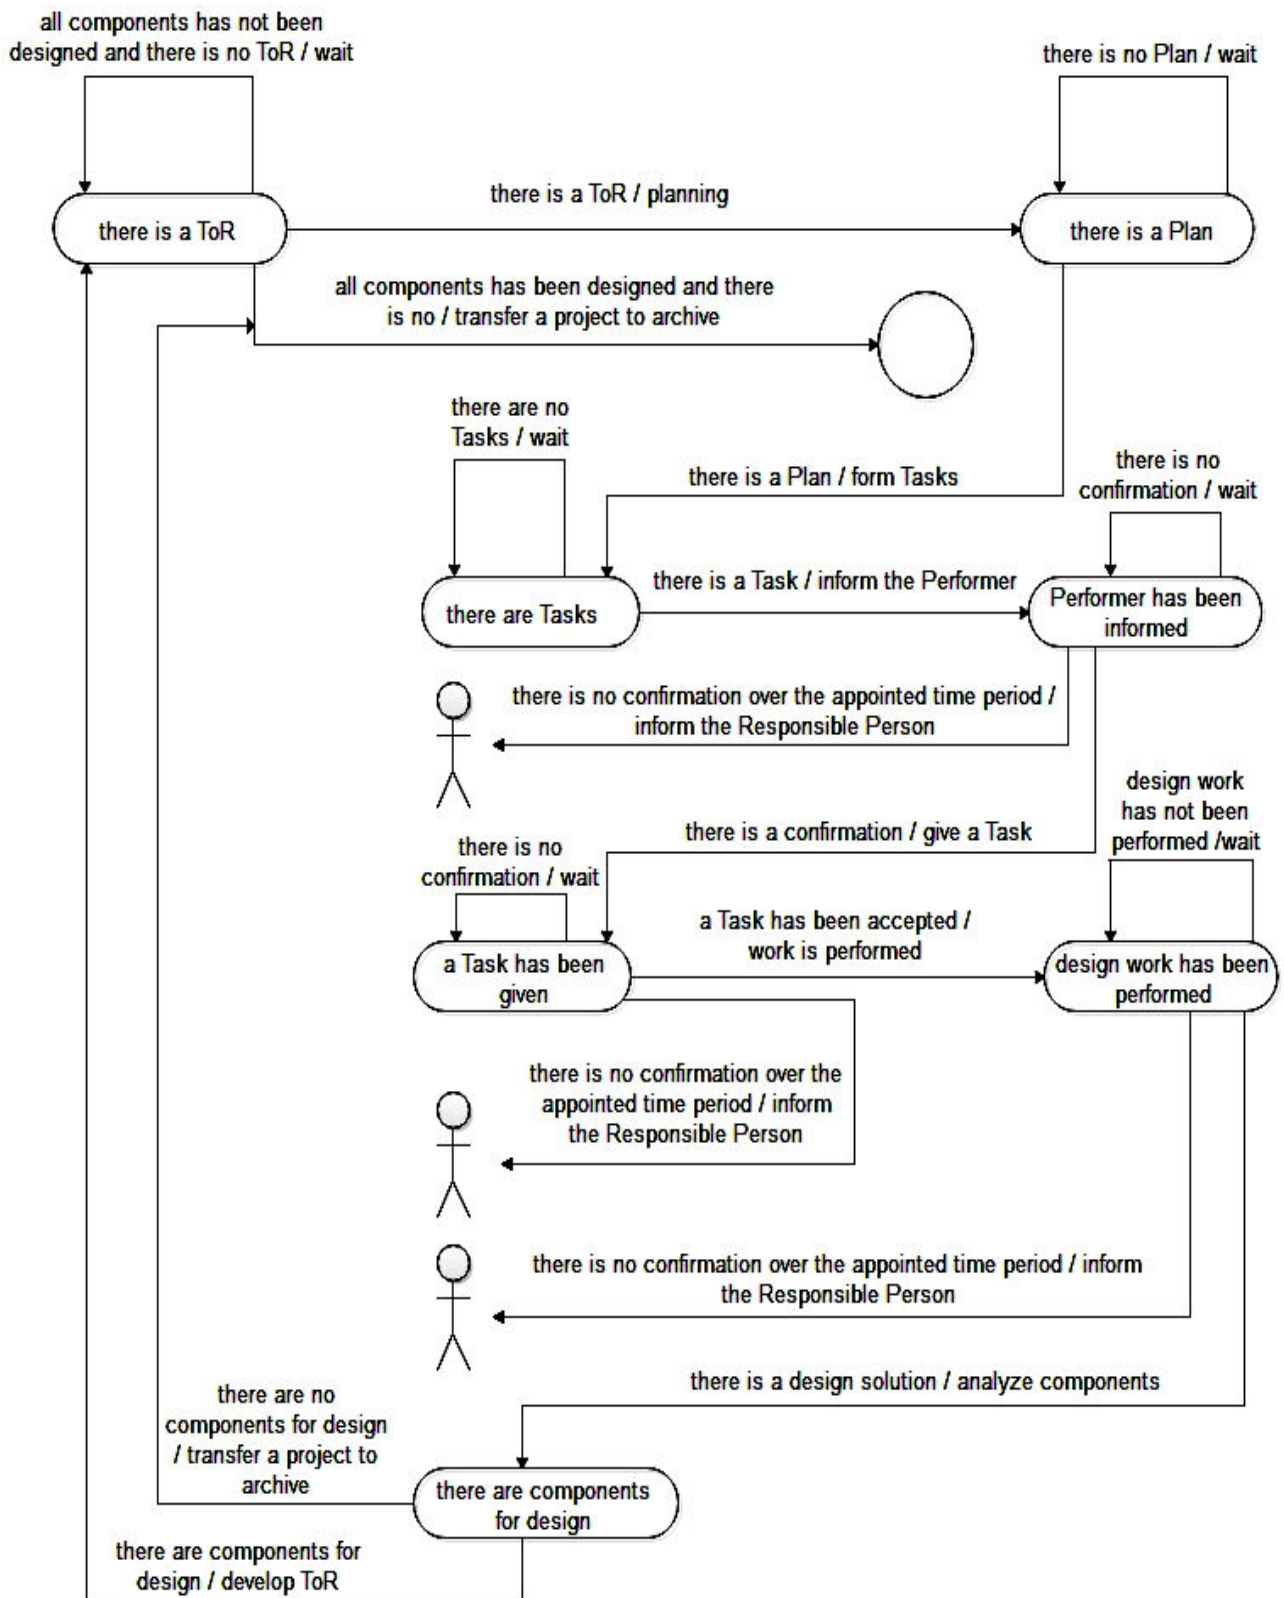 all components has not been
designed and there is no ToR / wait
there is no Plan / wait
there is a ToR
there is a ToR / planning
there is a Plan
all components has been designed and there
is no / transfer a project to archive
there are no
Tasks / wait
there is a Plan / form Tasks
there is no
confirmation / wait
there are Tasks
there is a Task / inform the Performer
Performer has been
informed
there is no confirmation over the appointed time period /
inform the Responsible Person
design work
has not been
performed /wait
there is a confirmation / give a Task
there is no
confirmation / wait
a Task has been
given
a Task has been accepted /
work is performed
design work has been
performed
there is no confirmation over the
appointed time period / inform
the Responsible Person
there is no confirmation over the appointed time period / inform
the Responsible Person
there is a design solution / analyze components
there are no
components for design
/ transfer a project to
archive
there are components
for design
there are components for
design / develop ToR